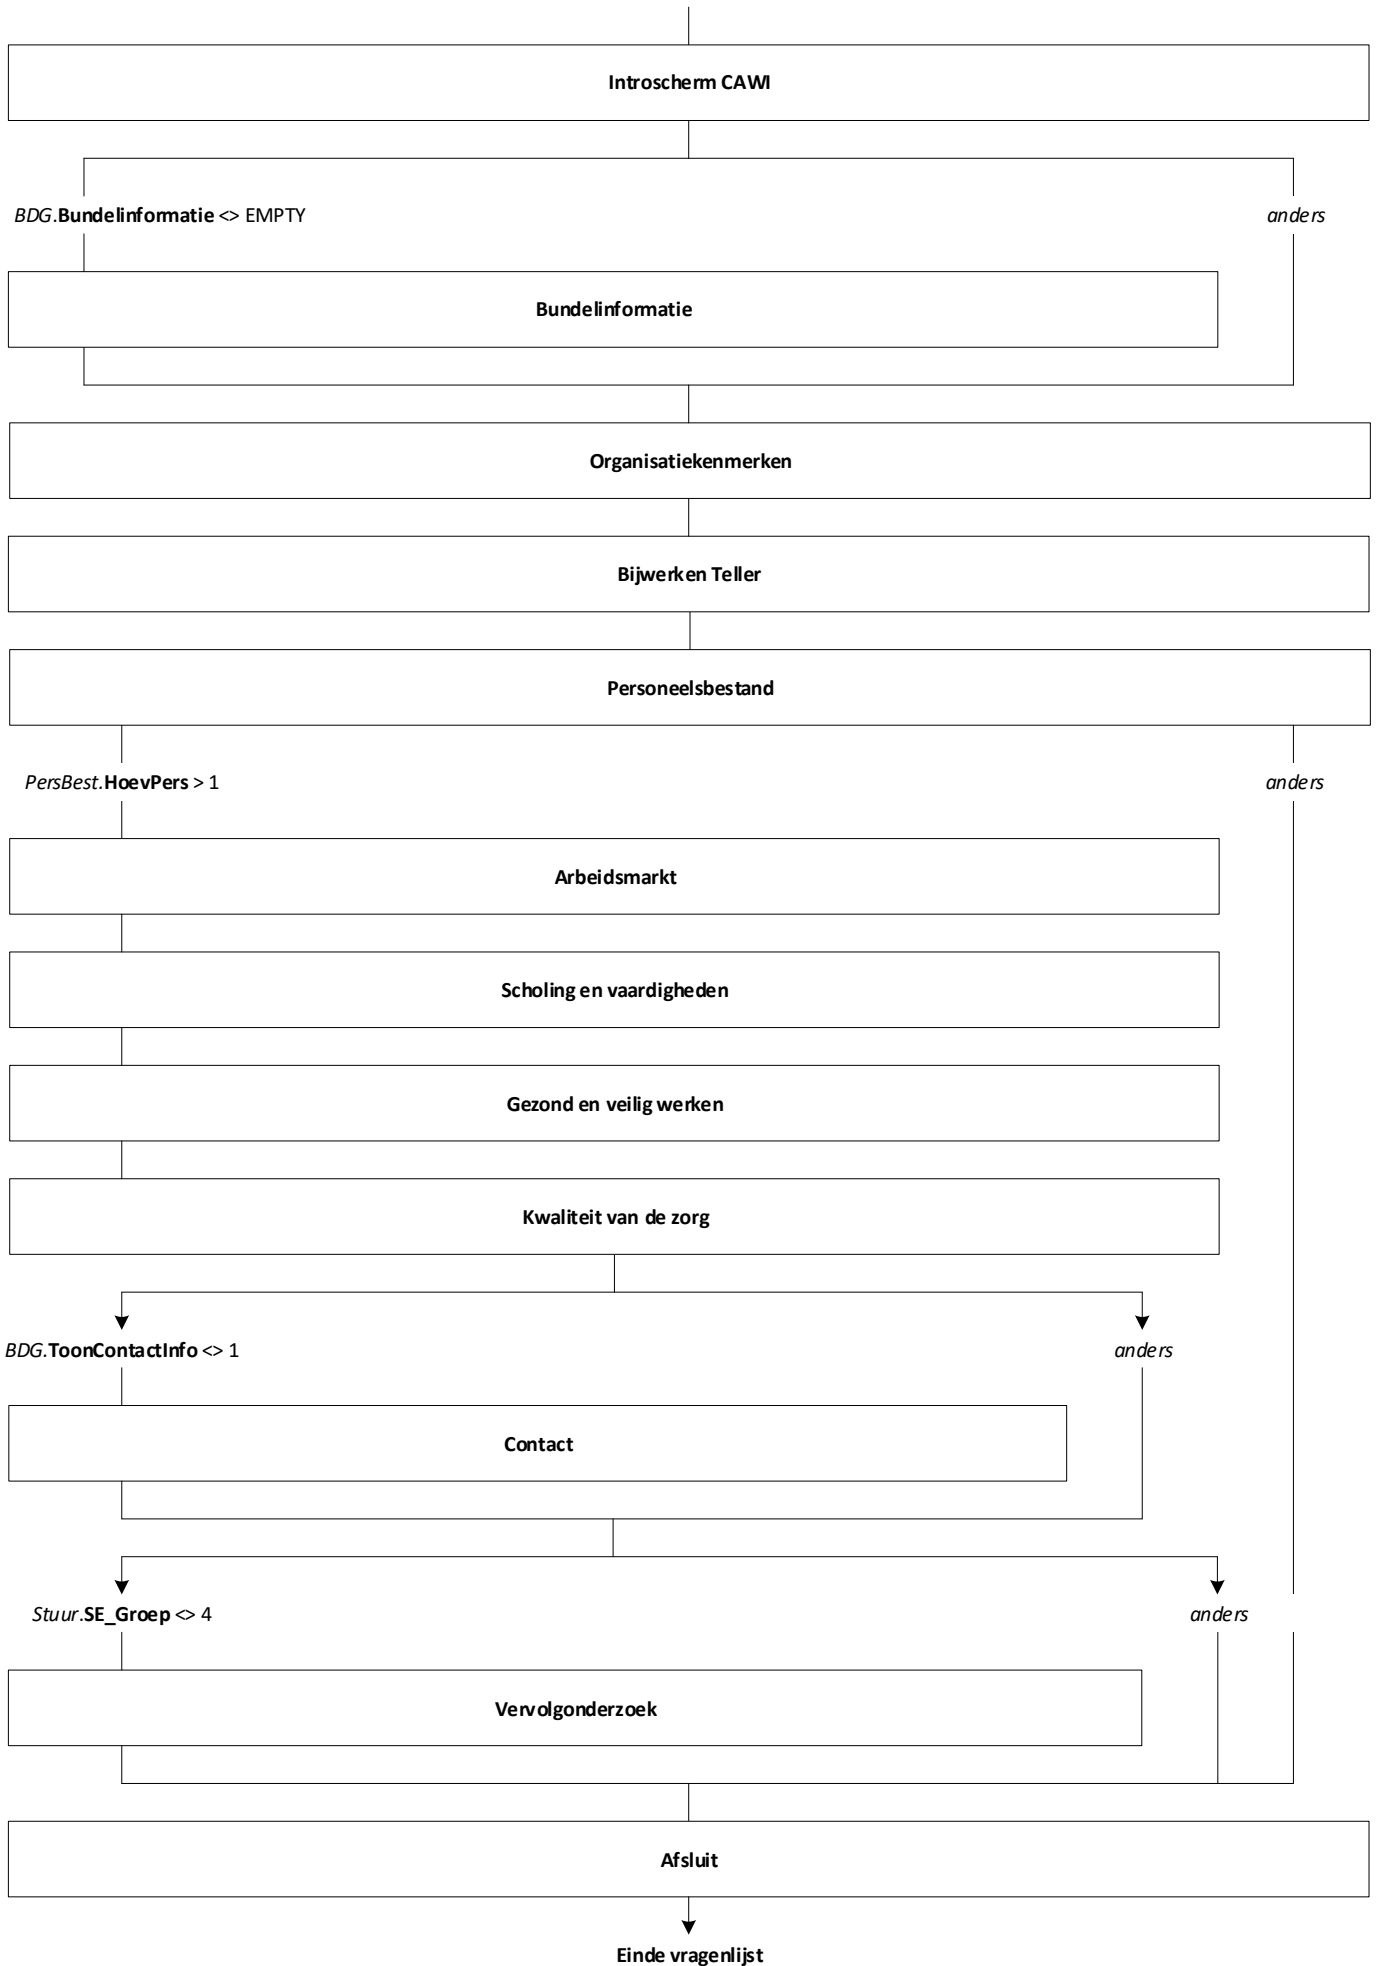 Introscherm CAWI
BDG.Bundelinformatie <> EMPTY
anders
Bundelinformatie
Organisatiekenmerken
Bijwerken Teller
Personeelsbestand
PersBest.HoevPers > 1
anders
Arbeidsmarkt
Scholing en vaardigheden
Gezond en veilig werken
Kwaliteit van de zorg
BDG.ToonContactInfo <> 1
anders
Contact
Stuur.SE_Groep <> 4
anders
Vervolgonderzoek
Afsluit
Einde vragenlijst